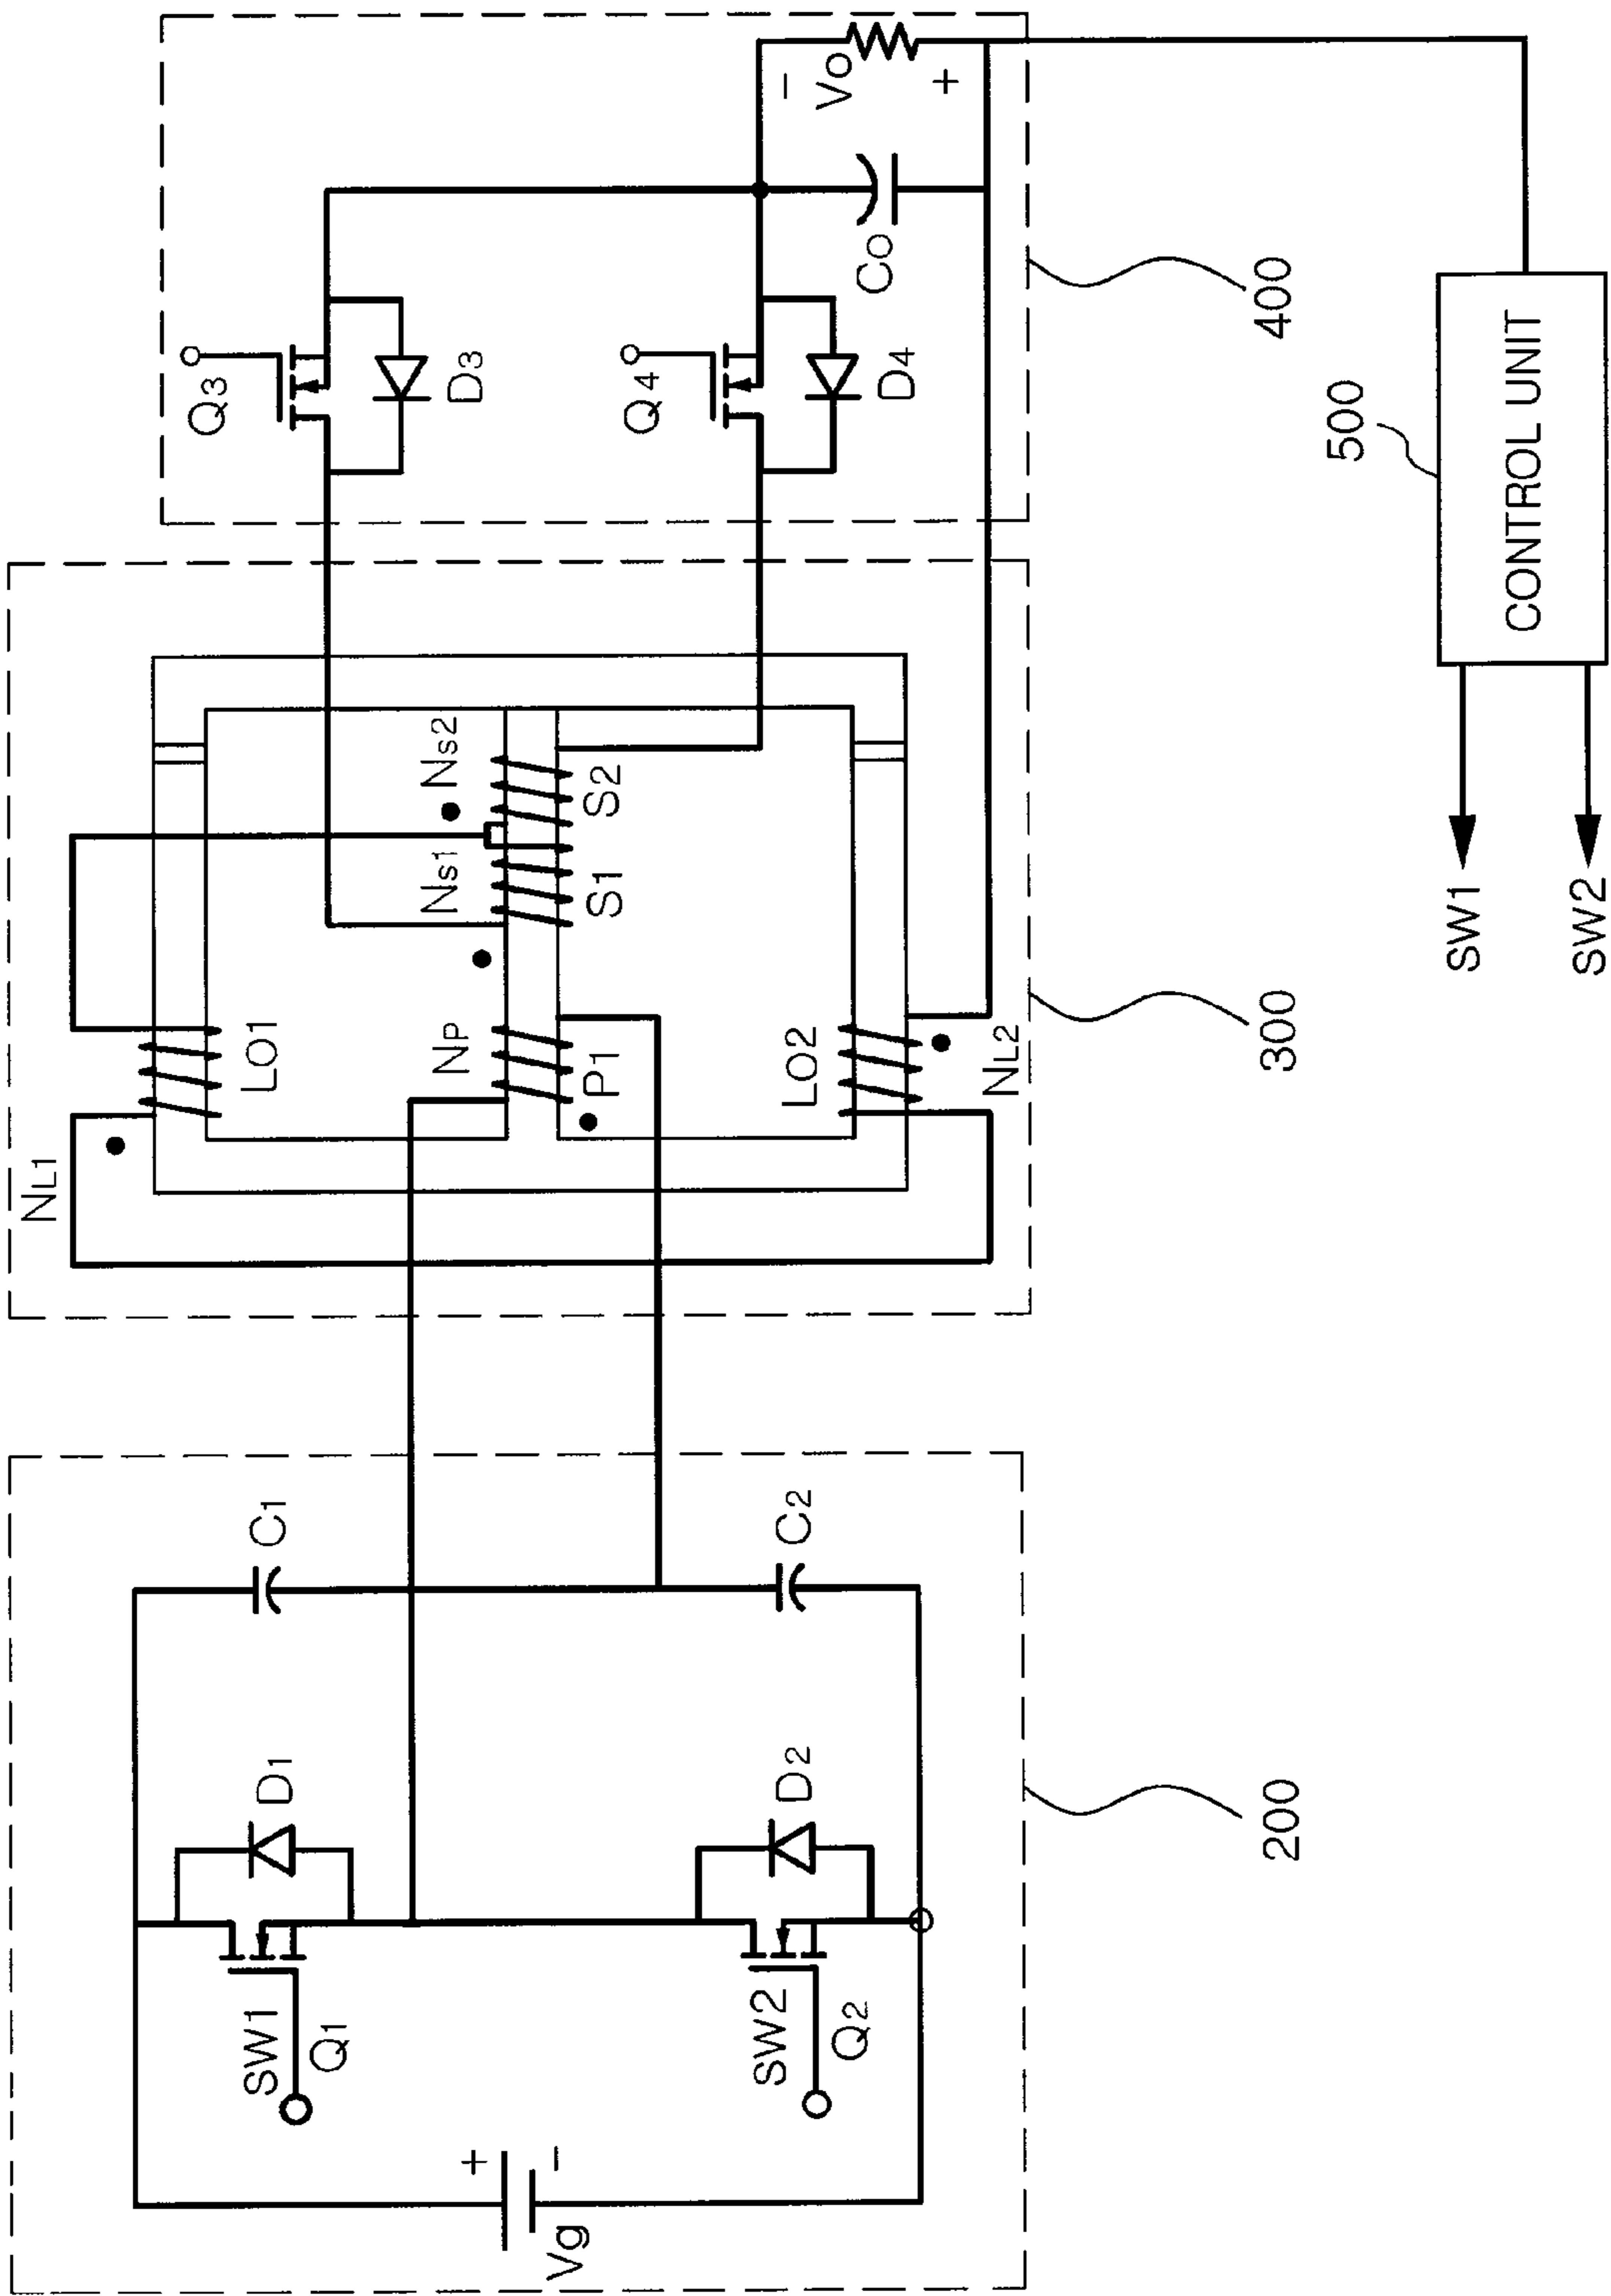 Vg
+
−
SW1
Q1
D1
SW2
Q2
D2
C1
C2
200
NL1
LO1
NP
P1
LO2
NL2
Ns1
S1
Ns2
S2
300
Q3
D3
Q4
D4
Co
−
Vo
+
400
SW1
SW2
500
CONTROL UNIT